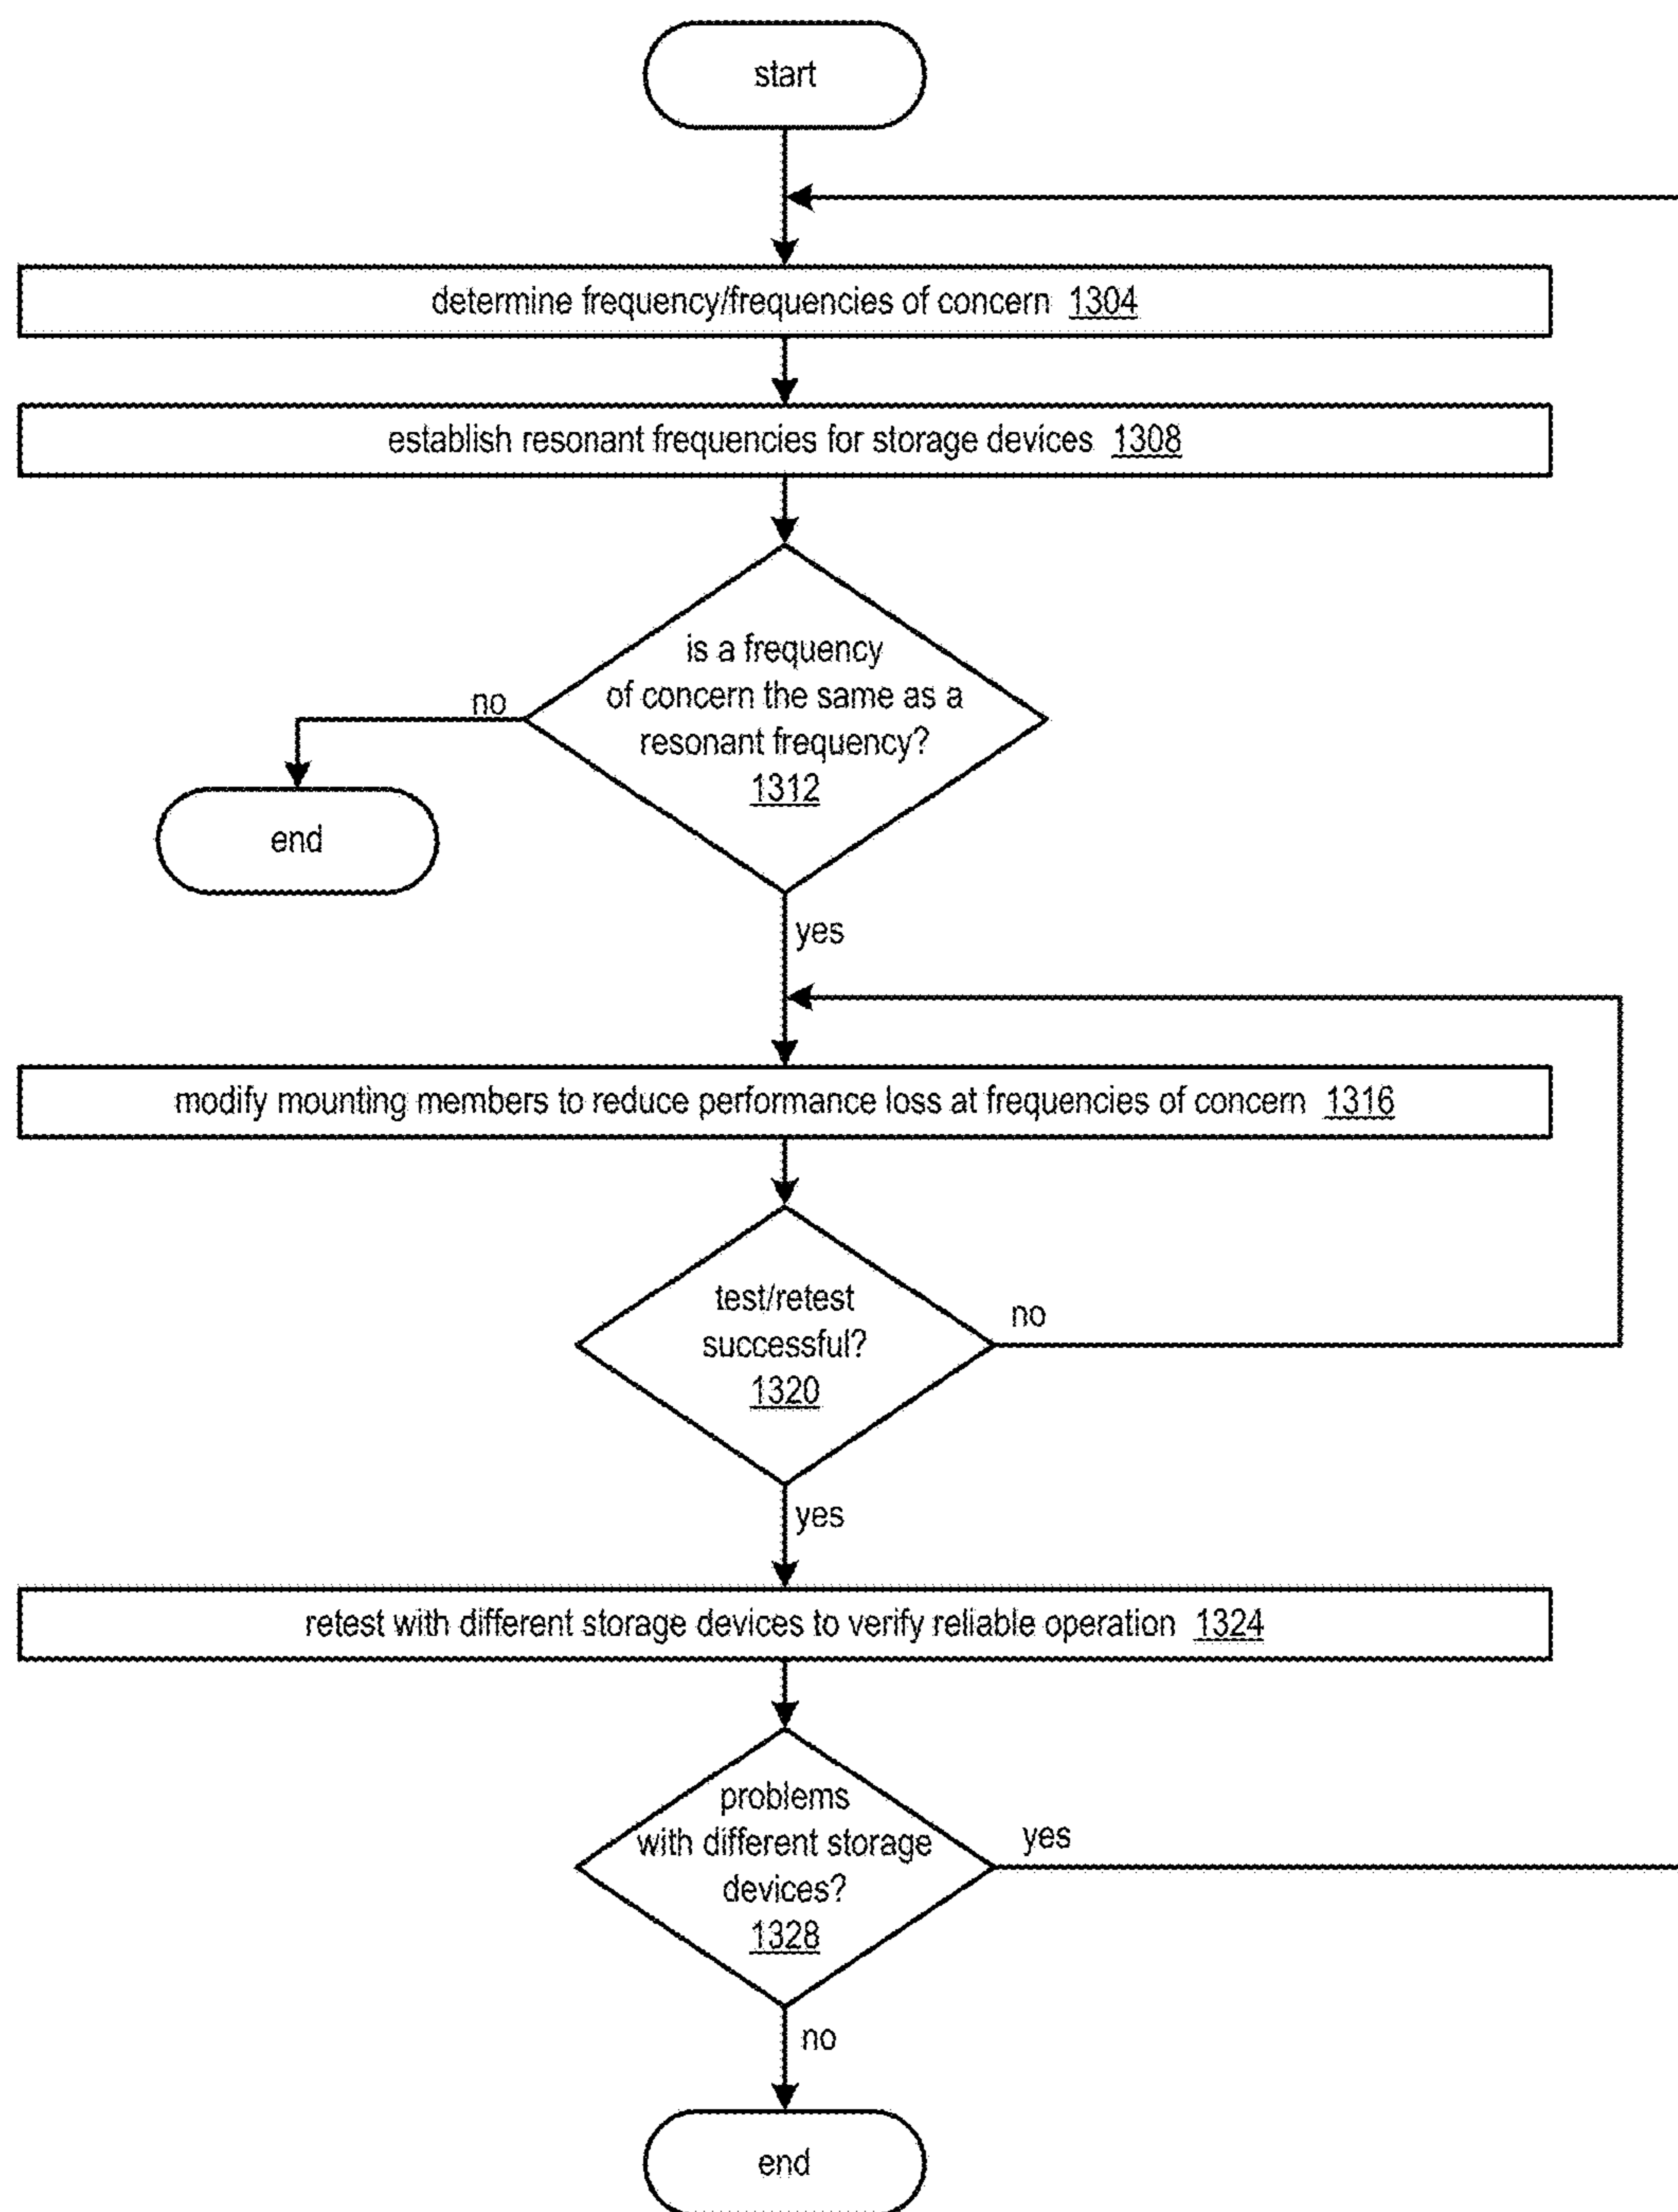 start
determine frequency/frequencies of concern 1304
establish resonant frequencies for storage devices 1308
is a frequency
of concern the same as a
resonant frequency?
1312
no
end
yes
modify mounting members to reduce performance loss at frequencies of concern 1316
test/retest
successful?
1320
no
yes
retest with different storage devices to verify reliable operation 1324
problems
with different storage
devices?
1328
yes
no
end